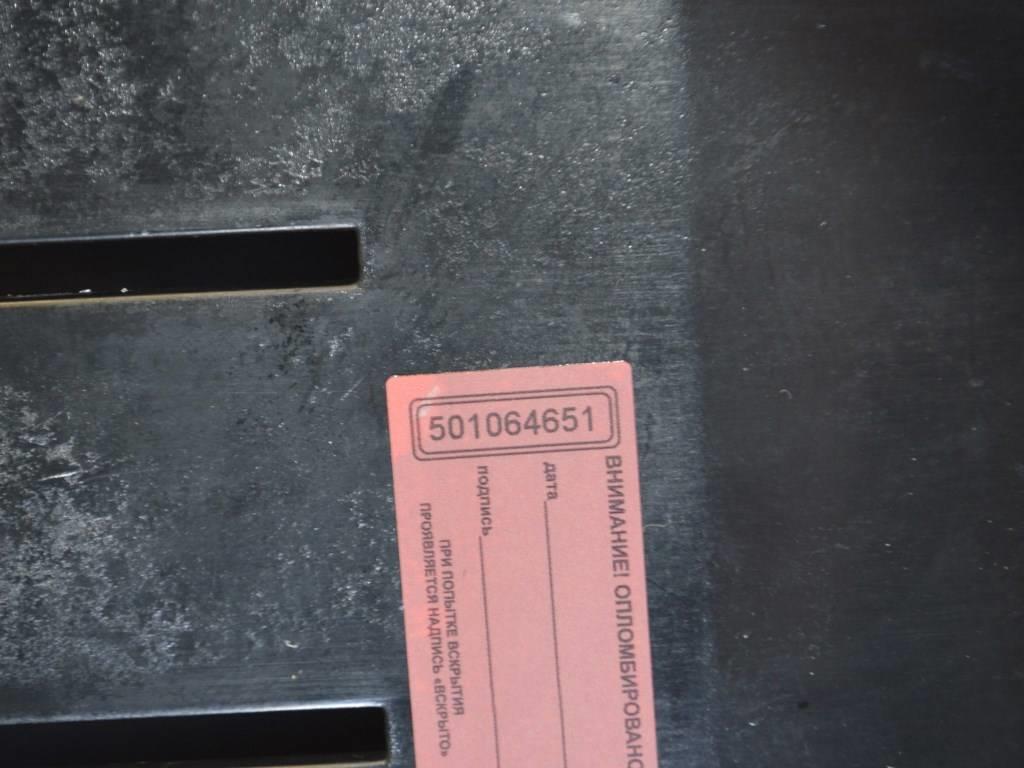 501064651
ВНИМАНИЕ! ОПЛОМБИРОВАНО
дата
подпись
ПРИ ПОПЫТКЕ ВСКРЫТИЯ
ПРОЯВЛЯЕТСЯ НАДПИСЬ «ВСКРЫТО»